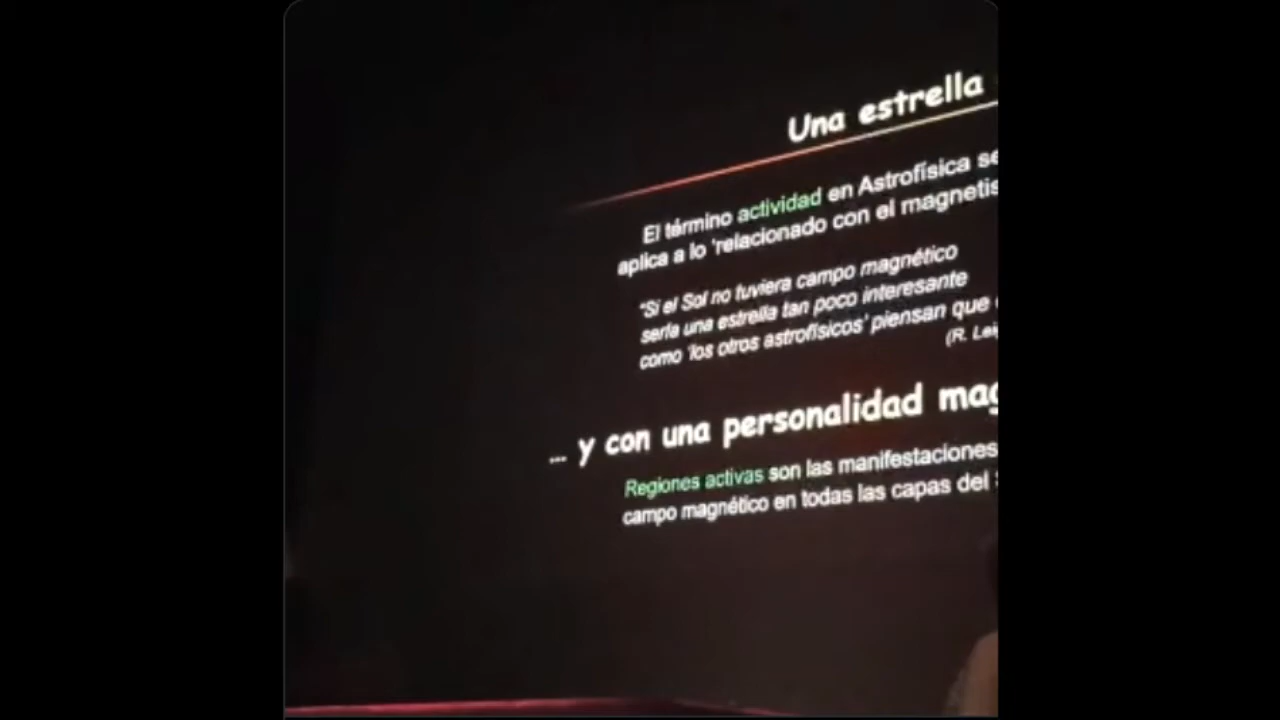 Una estrella
El término actividad en Astrofísica se
aplica a lo 'relacionado con el magnetis
"Si el Sol no tuviera campo magnético
sería una estrella tan poco interesante
como 'los otros astrofísicos' piensan que
(R. Lei
... y con una personalidad mag
Regiones activas son las manifestaciones
campo magnético en todas las capas del